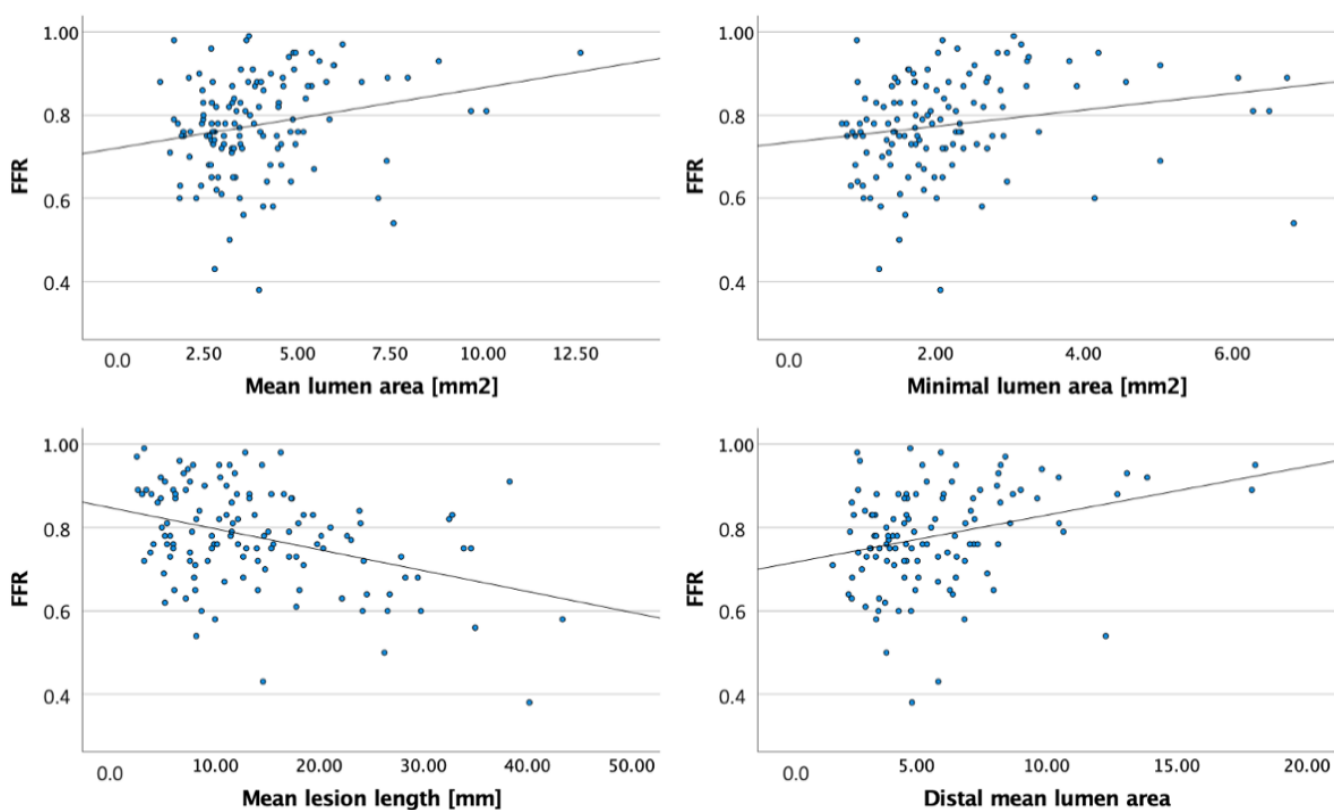 1.00
0.8
0.6
0.4
FFR
0.0 2.50 5.00 7.50 10.00 12.50
Mean lumen area [mm2]
1.00
0.8
0.6
0.4
FFR
0.0 2.00 4.00 6.00
Minimal lumen area [mm2]
1.00
0.8
0.6
0.4
FFR
0.0 10.00 20.00 30.00 40.00 50.00
Mean lesion length [mm]
1.00
0.8
0.6
0.4
FFR
0.0 5.00 10.00 15.00 20.00
Distal mean lumen area